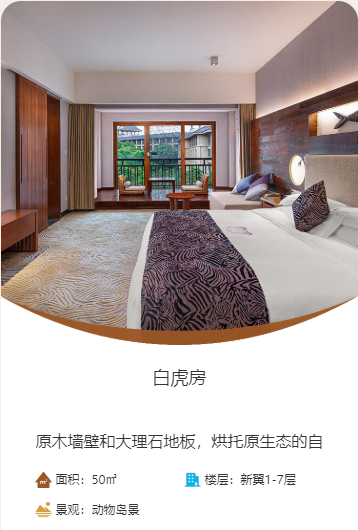 白虎房
原木墙壁和大理石地板，烘托原生态的自
面积：50㎡
楼层：新翼1-7层
景观：动物岛景